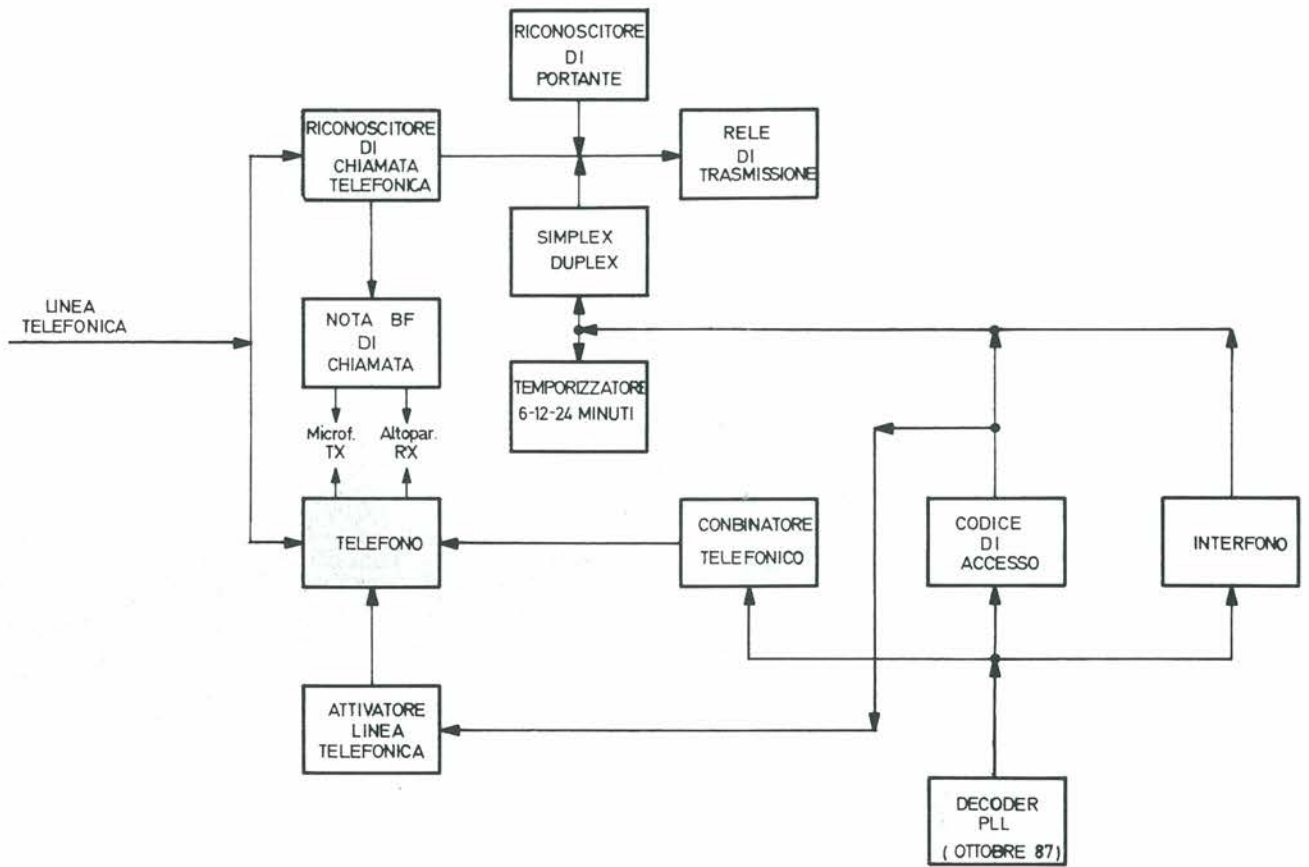 RICONOSCITORE
DI
PORTANTE
RICONOSCITORE
DI
CHIAMATA
TELEFONICA
RELE
DI
TRASMISSIONE
SIMPLEX
DUPLEX
LINEA
TELEFONICA
NOTA BF
DI
CHIAMATA
TEMPORIZZATORE
6-12-24 MINUTI
Microf.
TX
Altopar.
RX
TELEFONO
CONBINATORE
TELEFONICO
CODICE
DI
ACCESSO
INTERFONO
ATTIVATORE
LINEA
TELEFONICA
DECODER
PLL
( OTTOBRE 87)